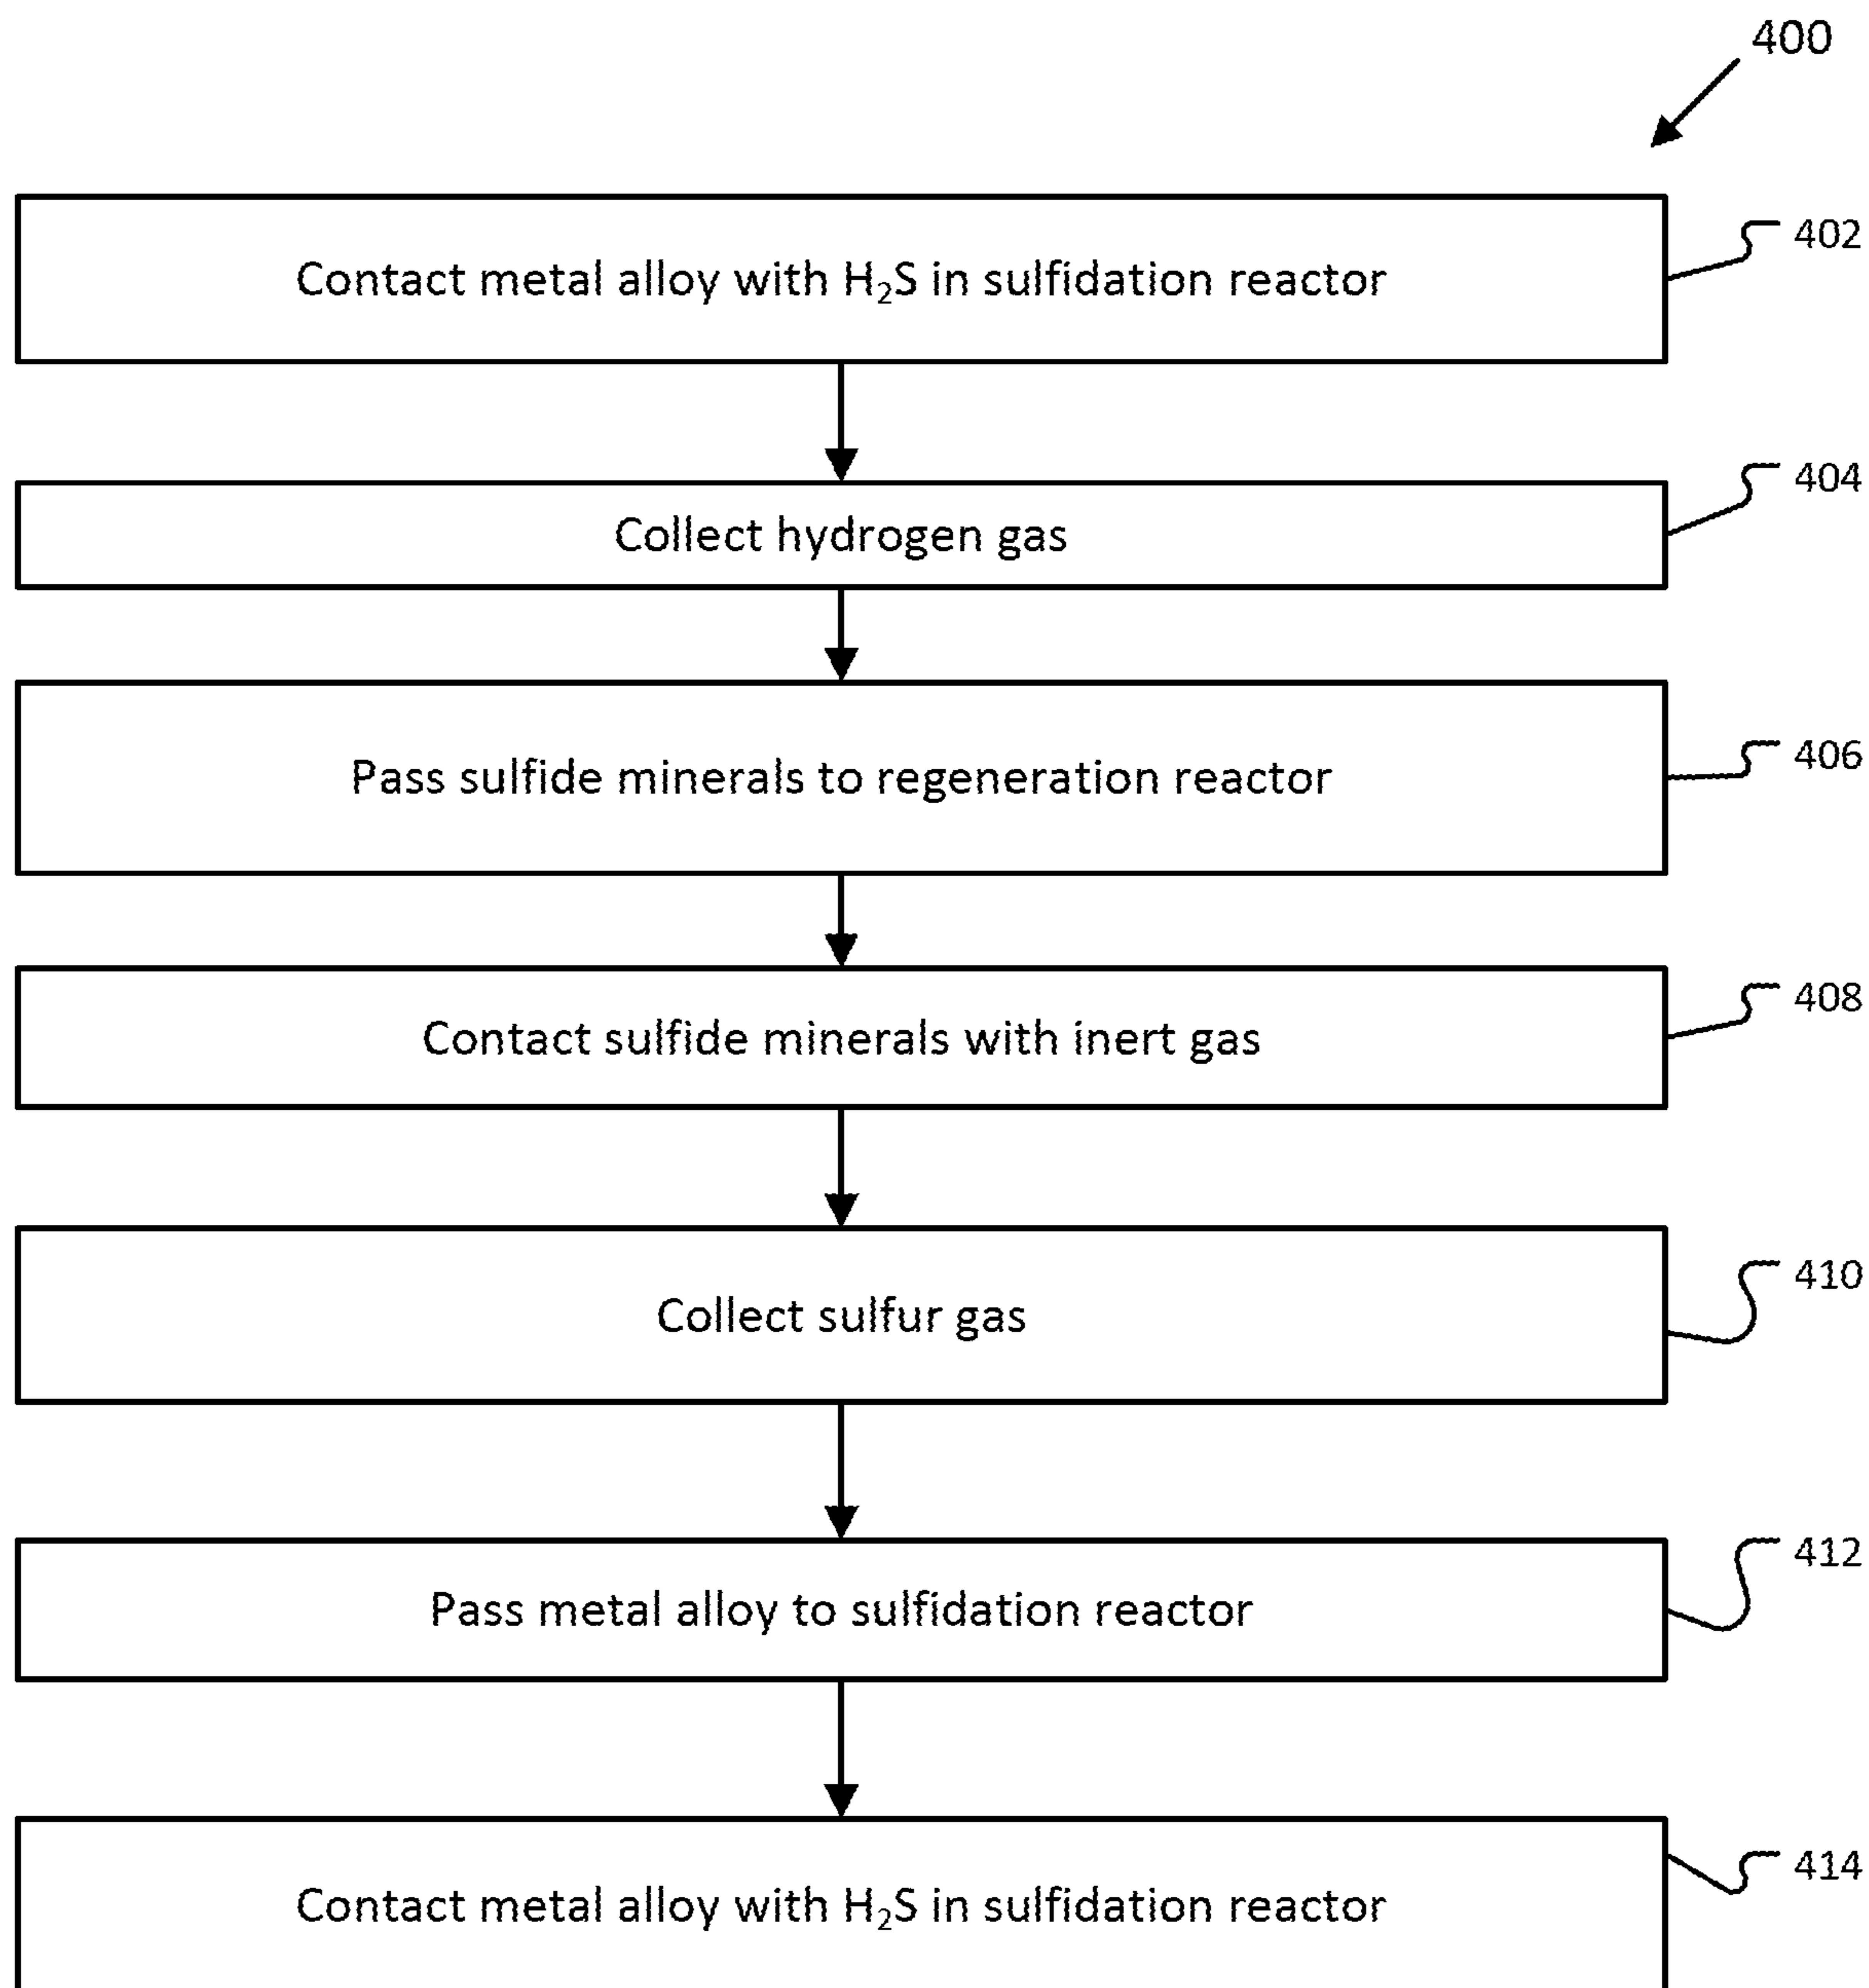 400
Contact metal alloy with H₂S in sulfidation reactor
402
Collect hydrogen gas
404
Pass sulfide minerals to regeneration reactor
406
Contact sulfide minerals with inert gas
408
Collect sulfur gas
410
Pass metal alloy to sulfidation reactor
412
Contact metal alloy with H₂S in sulfidation reactor
414